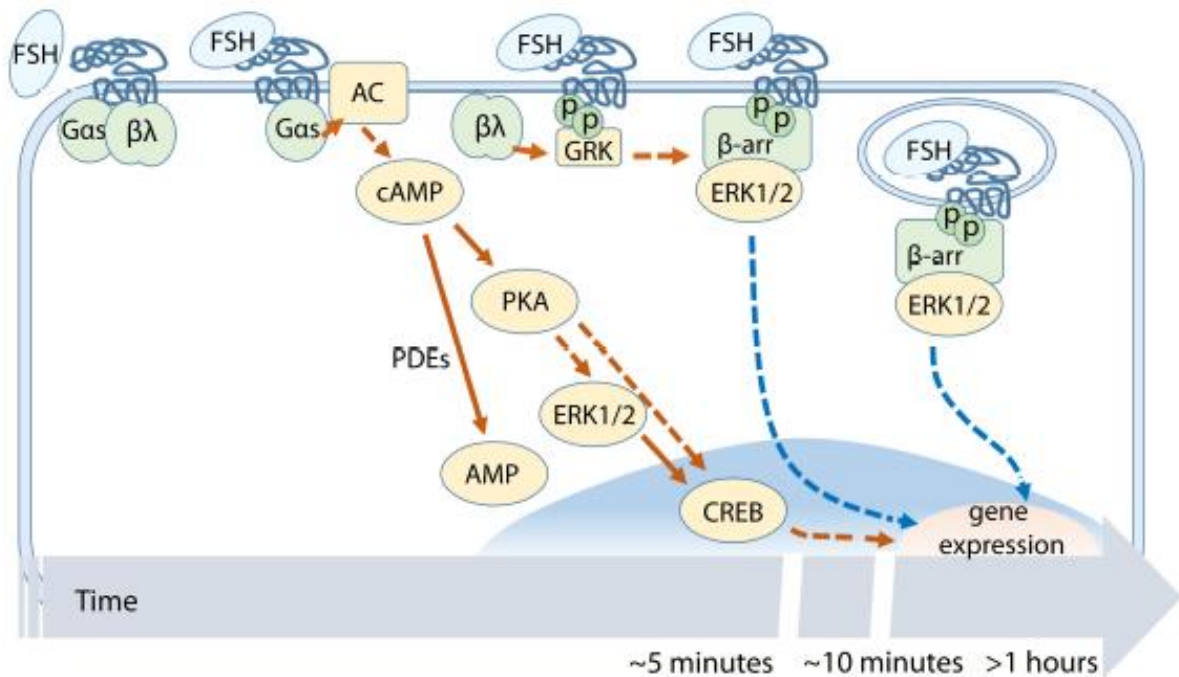 FSH
Gαs
βλ
FSH
Gαs
AC
cAMP
PDEs
AMP
PKA
ERK1/2
CREB
βλ
FSH
p
p
GRK
FSH
p
p
β-arr
ERK1/2
FSH
p
p
β-arr
ERK1/2
gene
expression
Time
~5 minutes
~10 minutes
>1 hours